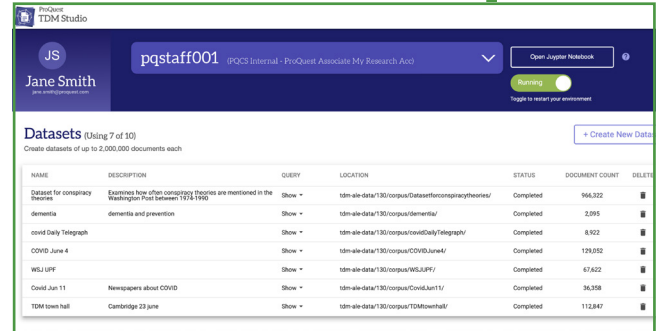 ProQuest
TDM Studio
JS
Jane Smith
jane.smith@proquest.com
pqstaff001 (PQCS Internal - ProQuest Associate My Research Acc)
Open Juypter Notebook
?
Running
Toggle to restart your environment
Datasets (Using 7 of 10)
Create datasets of up to 2,000,000 documents each
+ Create New Datas
NAME DESCRIPTION QUERY LOCATION STATUS DOCUMENT COUNT DELETE
Dataset for conspiracy theories Examines how often conspiracy theories are mentioned in the Washington Post between 1974-1990 Show tdm-ale-data/130/corpus/Datasetforconspiracytheories/ Completed 966,322
dementia dementia and prevention Show tdm-ale-data/130/corpus/dementia/ Completed 2,095
covid Daily Telegraph Show tdm-ale-data/130/corpus/covidDailyTelegraph/ Completed 8,922
COVID June 4 Show tdm-ale-data/130/corpus/COVIDJune4/ Completed 129,052
WSJ UPF Show tdm-ale-data/130/corpus/WSJUPF/ Completed 67,622
Covid Jun 11 Newspapers about COVID Show tdm-ale-data/130/corpus/CovidJun11/ Completed 36,358
TDM town hall Cambridge 23 june Show tdm-ale-data/130/corpus/TDMtownhall/ Completed 112,847